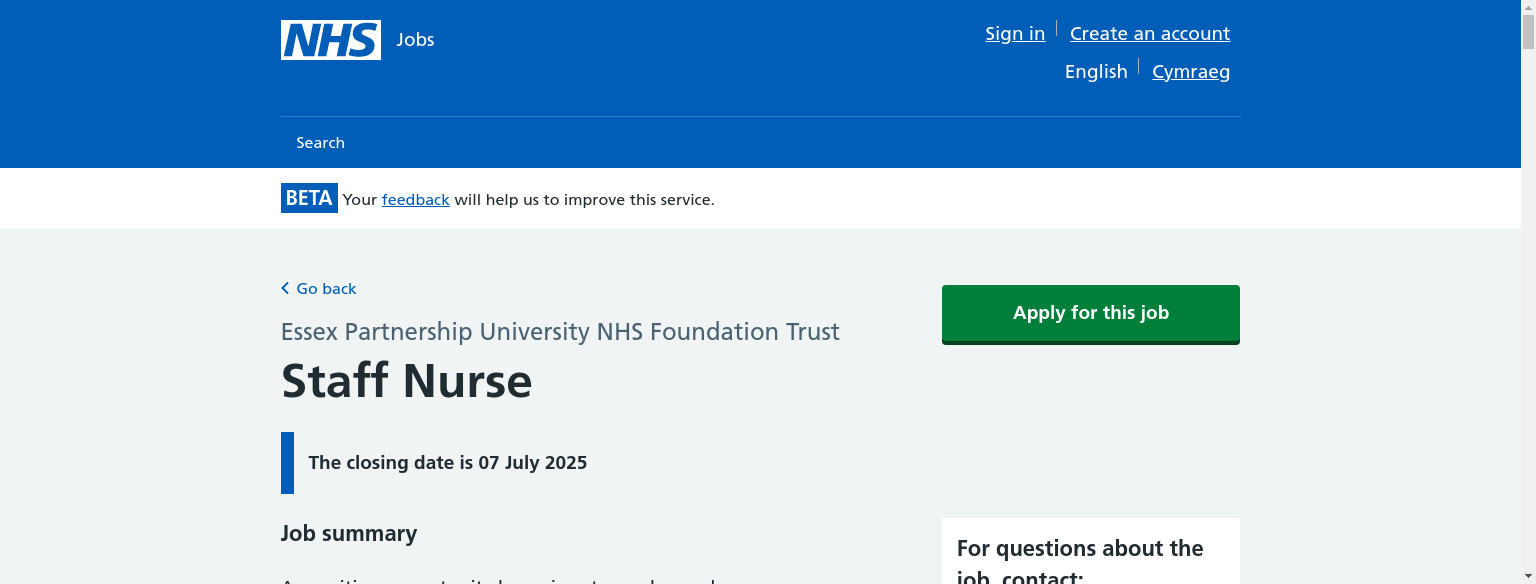 NHS Jobs
Sign in
Create an account
English
Cymraeg
Search
BETA Your feedback will help us to improve this service.
Go back
Essex Partnership University NHS Foundation Trust
Apply for this job
Staff Nurse
The closing date is 07 July 2025
Job summary
For questions about the
job, contact: